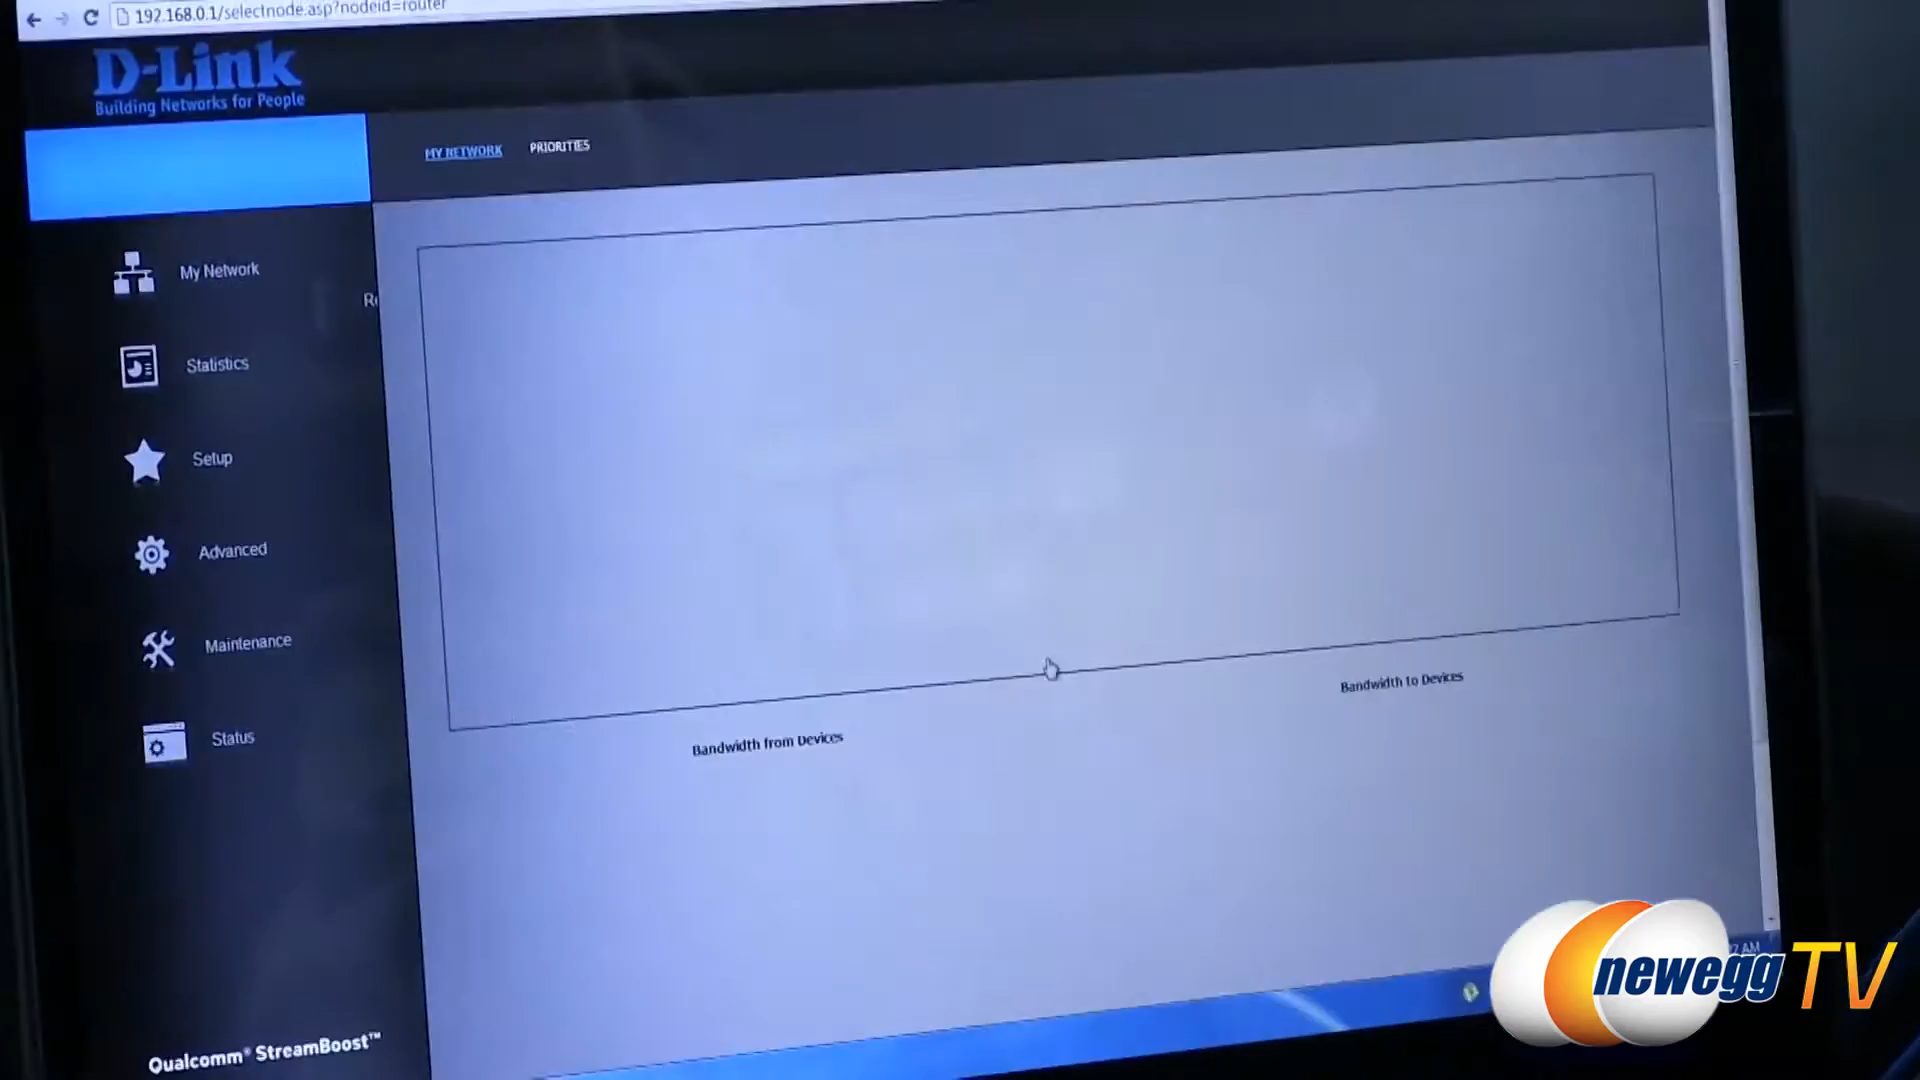 192.168.0.1/selectnode.asp?nodeid=router
D-Link
Building Networks for People
MY NETWORK PRIORITIES
My Network
Statistics
Setup
Advanced
Maintenance
Status
Bandwidth from Devices
Bandwidth to Devices
Qualcomm® StreamBoost™
AM
newegg TV